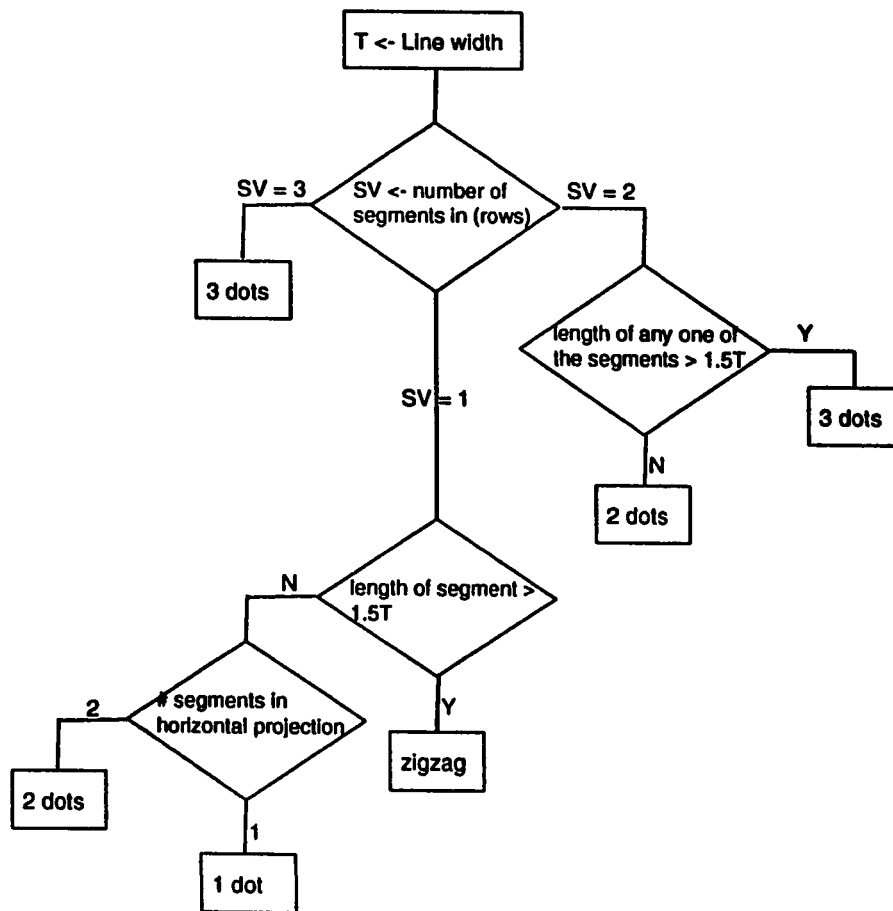 T <- Line width
SV = 3
SV <- number of
segments in (rows)
SV = 2
3 dots
length of any one of
the segments > 1.5T
Y
3 dots
SV = 1
N
2 dots
N
length of segment >
1.5T
2
# segments in
horizontal projection
Y
zigzag
2 dots
1
1 dot